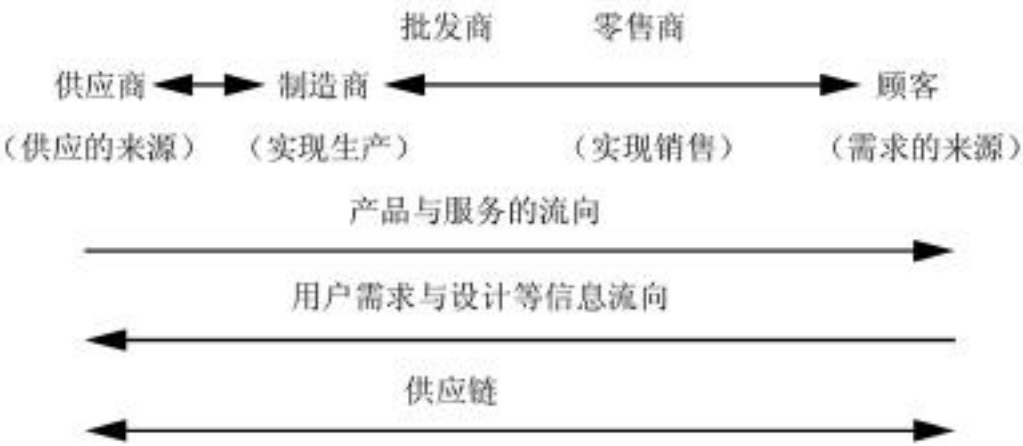 批发商 零售商
供应商 制造商 顾客
（供应的来源） （实现生产） （实现销售） （需求的来源）
产品与服务的流向
用户需求与设计等信息流向
供应链